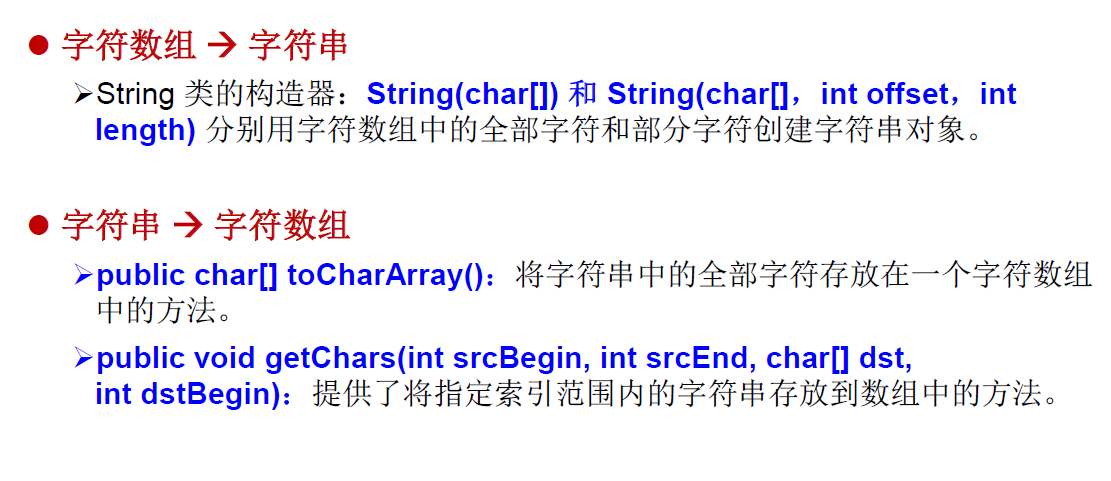 ● 字符数组 → 字符串
➢String 类的构造器：String(char[]) 和 String(char[]，int offset，int
length) 分别用字符数组中的全部字符和部分字符创建字符串对象。
● 字符串 → 字符数组
➢public char[] toCharArray()：将字符串中的全部字符存放在一个字符数组
中的方法。
➢public void getChars(int srcBegin, int srcEnd, char[] dst,
int dstBegin)：提供了将指定索引范围内的字符串存放到数组中的方法。